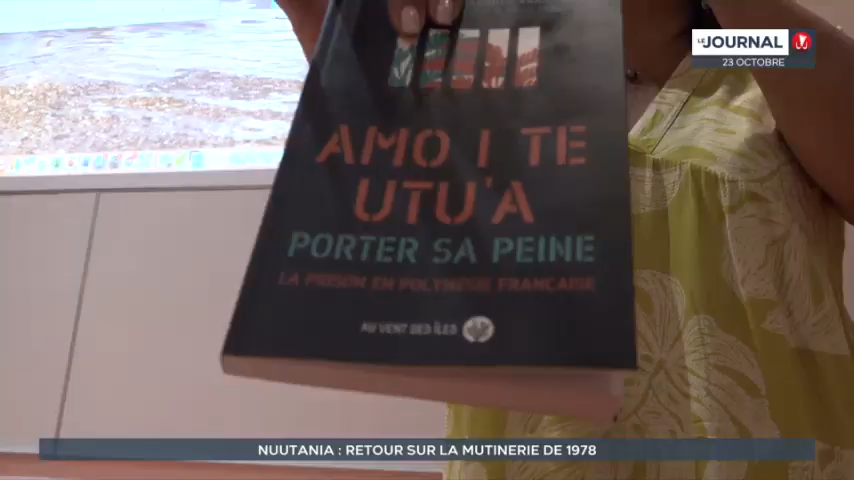 LE JOURNAL
23 OCTOBRE
AMO I TE
UTU'A
PORTER SA PEINE
LA PRISON EN POLYNÉSIE FRANÇAISE
AU VENT DES ÎLES
NUUTANIA : RETOUR SUR LA MUTINERIE DE 1978